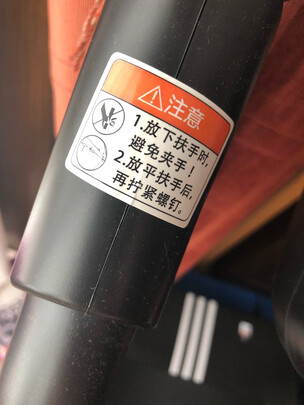 注意
1.放下扶手时,
避免夹手！
2.放平扶手后,
再拧紧螺钉。